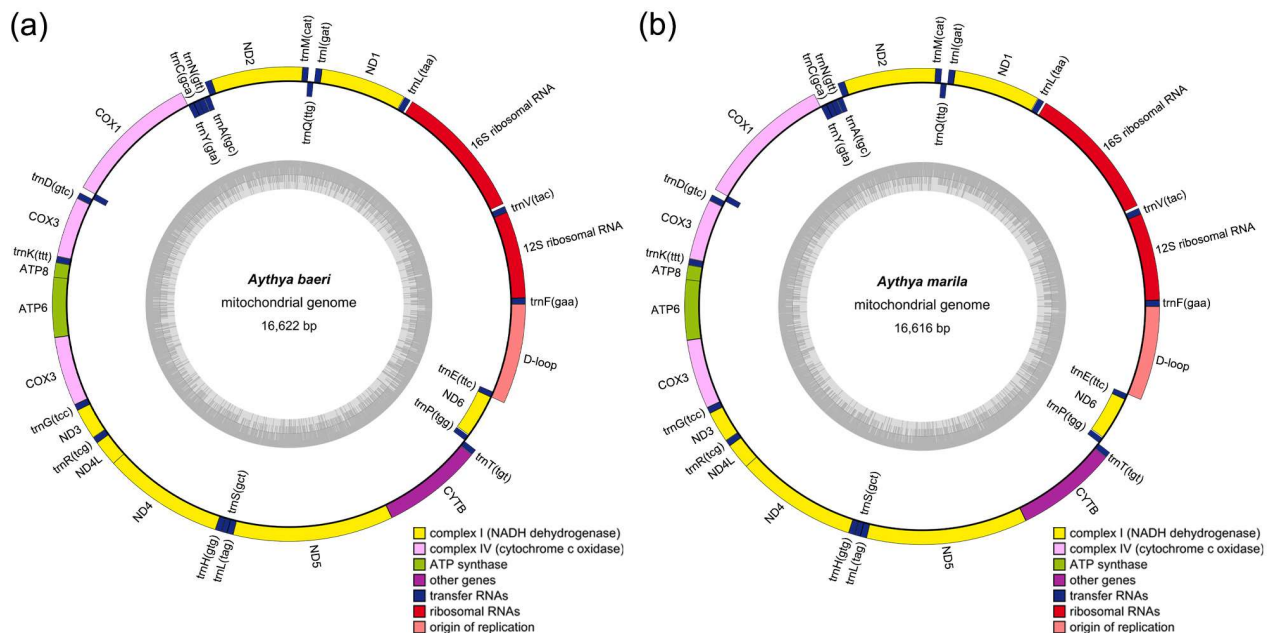 (a)
trnC(gca)
trnN(gtt)
ND2
trnM(cat)
trnI(gat)
ND1
trnL(taa)
16S ribosomal RNA
trnV(tac)
12S ribosomal RNA
trnF(gaa)
D-loop
trnE(ttc)
ND6
trnP(tgg)
trnT(tgt)
CYTB
ND5
trnS(gct)
trnL(tag)
trnH(gtg)
ND4
ND4L
trnR(tcg)
ND3
trnG(tcc)
COX3
ATP6
ATP8
trnK(ttt)
COX3
trnD(gtc)
COX1
trnY(gta)
trnA(tgc)
trnQ(ttg)
Aythya baeri
mitochondrial genome
16,622 bp
complex I (NADH dehydrogenase)
complex IV (cytochrome c oxidase)
ATP synthase
other genes
transfer RNAs
ribosomal RNAs
origin of replication
(b)
trnC(gca)
trnN(gtt)
ND2
trnM(cat)
trnI(gat)
ND1
trnL(taa)
16S ribosomal RNA
trnV(tac)
12S ribosomal RNA
trnF(gaa)
D-loop
trnE(ttc)
ND6
trnP(tgg)
trnT(tgt)
CYTB
ND5
trnS(gct)
trnL(tag)
trnH(gtg)
ND4
ND4L
trnR(tcg)
ND3
trnG(tcc)
COX3
ATP6
ATP8
trnK(ttt)
COX3
trnD(gtc)
COX1
trnY(gta)
trnA(tgc)
trnQ(ttg)
Aythya marila
mitochondrial genome
16,616 bp
complex I (NADH dehydrogenase)
complex IV (cytochrome c oxidase)
ATP synthase
other genes
transfer RNAs
ribosomal RNAs
origin of replication